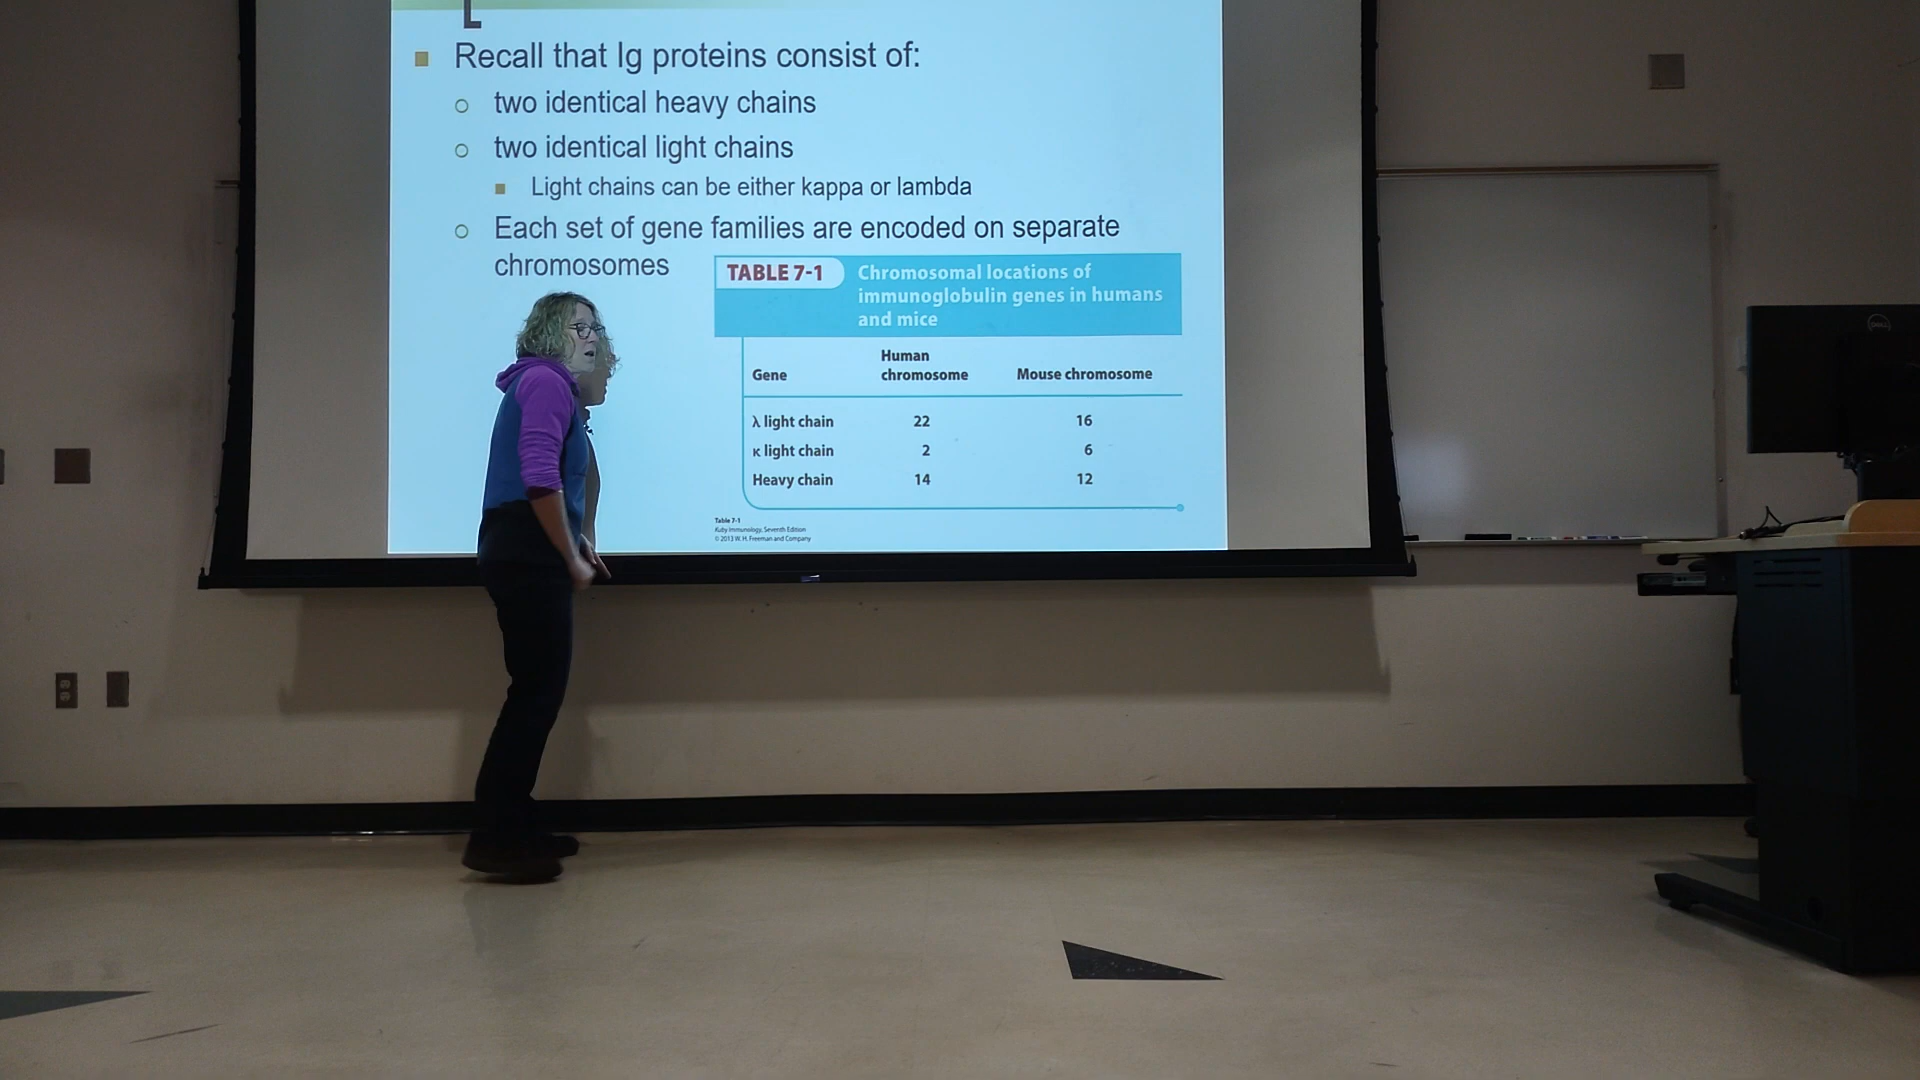 Recall that Ig proteins consist of:
two identical heavy chains
two identical light chains
Light chains can be either kappa or lambda
Each set of gene families are encoded on separate
chromosomes
TABLE 7-1
Chromosomal locations of
immunoglobulin genes in humans
and mice
Gene Human chromosome Mouse chromosome
λ light chain 22 16
κ light chain 2 6
Heavy chain 14 12
Table 7-1
Kuby Immunology, Seventh Edition
© 2013 W. H. Freeman and Company
DELL